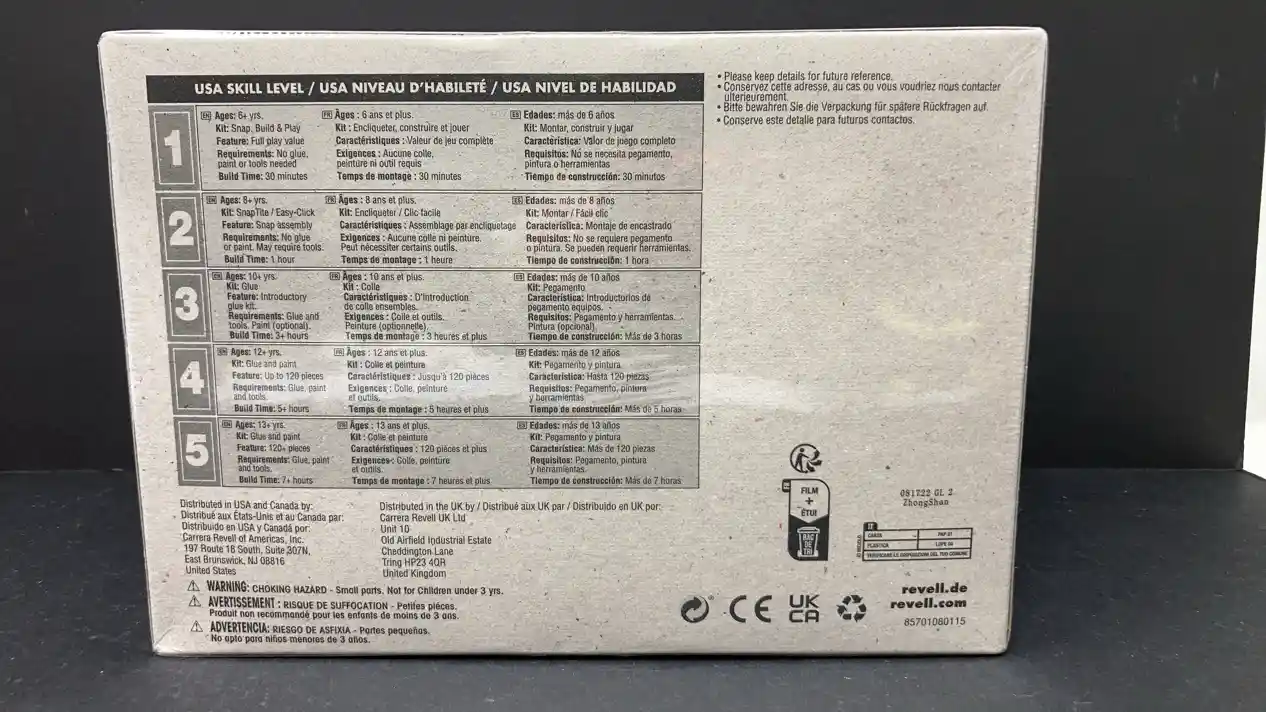 USA SKILL LEVEL / USA NIVEAU D'HABILETÉ / USA NIVEL DE HABILIDAD
1
EN Ages: 6+ yrs.
Kit: Snap, Build & Play
Feature: Full play value
Requirements: No glue,
paint or tools needed
Build Time: 30 minutes
FR Âges : 6 ans et plus.
Kit : Encliqueter, construire et jouer
Caractéristiques : Valeur de jeu complète
Exigences : Aucune colle,
peinture ni outil requis
Temps de montage : 30 minutes
ES Edades: más de 6 años
Kit: Montar, construir y jugar
Característica: Valor de juego completo
Requisitos: No se necesita pegamento,
pintura o herramientas
Tiempo de construcción: 30 minutos
2
EN Ages: 8+ yrs.
Kit: SnapTite / Easy-Click
Feature: Snap assembly
Requirements: No glue
or paint. May require tools.
Build Time: 1 hour
FR Âges : 8 ans et plus.
Kit: Encliqueter / Clic facile
Caractéristiques : Assemblage par encliquetage
Exigences : Aucune colle ni peinture.
Peut nécessiter certains outils.
Temps de montage : 1 heure
ES Edades: más de 8 años
Kit: Montar / Fácil clic
Característica: Montaje de encastrado
Requisitos: No se requiere pegamento
o pintura. Se pueden requerir herramientas.
Tiempo de construcción: 1 hora
3
EN Ages: 10+ yrs.
Kit: Glue
Feature: Introductory
glue kit.
Requirements: Glue and
tools. Paint (optional).
Build Time: 3+ hours
FR Âges : 10 ans et plus.
Kit : Colle
Caractéristiques : D'Introduction
de colle ensembles.
Exigences: Colle et outils.
Peinture (optionnelle).
Temps de montage : 3 heures et plus
ES Edades: más de 10 años
Kit: Pegamento
Característica: Introductorios de
pegamento equipos.
Requisitos: Pegamento y herramientas.
Pintura (opcional).
Tiempo de construcción: Más de 3 horas
4
EN Ages: 12+ yrs.
Kit: Glue and paint
Feature: Up to 120 pieces
Requirements: Glue, paint
and tools.
Build Time: 5+ hours
FR Âges : 12 ans et plus.
Kit : Colle et peinture
Caractéristiques : Jusqu'à 120 pièces
Exigences : Colle, peinture
et outils.
Temps de montage : 5 heures et plus
ES Edades: más de 12 años
Kit: Pegamento y pintura
Característica: Hasta 120 piezas
Requisitos: Pegamento, pintura
y herramientas
Tiempo de construcción: Más de 5 horas
5
EN Ages: 13+ yrs.
Kit: Glue and paint
Feature: 120+ pieces
Requirements: Glue, paint
and tools.
Build Time: 7+ hours
FR Âges : 13 ans et plus.
Kit : Colle et peinture
Caractéristiques : 120 pièces et plus
Exigences : Colle, peinture
et outils.
Temps de montage : 7 heures et plus
ES Edades: más de 13 años
Kit: Pegamento y pintura
Característica: Más de 120 piezas
Requisitos: Pegamento, pintura
y herramientas.
Tiempo de construcción: Más de 7 horas
• Please keep details for future reference.
• Conservez cette adresse, au cas ou vous voudriez nous contacter
ulterieurement.
• Bitte bewahren Sie die Verpackung für spätere Rückfragen auf.
• Conserve este detalle para futuros contactos.
Distributed in USA and Canada by:
Distribué aux États-Unis et au Canada par:
Distribuido en USA y Canadá por:
Carrera Revell of Americas, Inc.
197 Route 18 South, Suite 307N,
East Brunswick, NJ 08816
United States
Distributed in the UK by / Distribué aux UK par / Distribuido en UK por:
Carrera Revell UK Ltd
Unit 10
Old Airfield Industrial Estate
Cheddington Lane
Tring HP23 4QR
United Kingdom
WARNING: CHOKING HAZARD - Small parts. Not for Children under 3 yrs.
AVERTISSEMENT : RISQUE DE SUFFOCATION - Petites pièces.
Produit non recommandé pour les enfants de moins de 3 ans.
ADVERTENCIA: RIESGO DE ASFIXIA - Partes pequeñas.
No apto para niños menores de 3 años.
FR
FILM
+
ÉTUI
BAC
DE
TRI
081722 GL 2
ZhongShan
IT
CARTA PAP 21
PLASTICA LDPE 04
VERIFICARE LE DISPOSIZIONI DEL TUO COMUNE
CE
UK
CA
revell.de
revell.com
85701080115